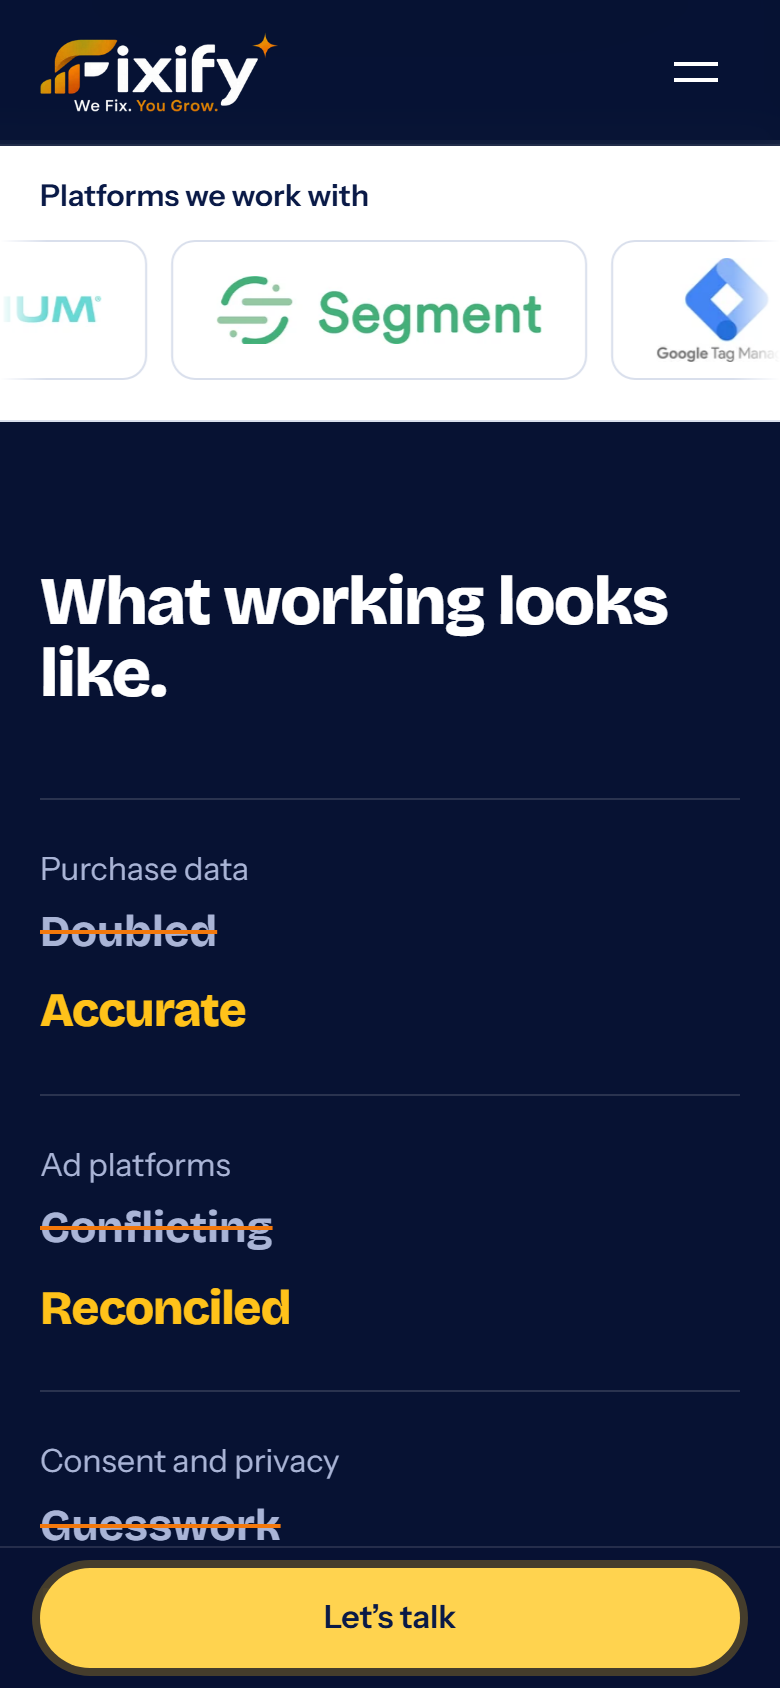 Fixify
We Fix. You Grow.
Platforms we work with
IUM
Segment
Google Tag
What working looks
like.
Purchase data
Doubled
Accurate
Ad platforms
Conflicting
Reconciled
Consent and privacy
Guesswork
Let’s talk